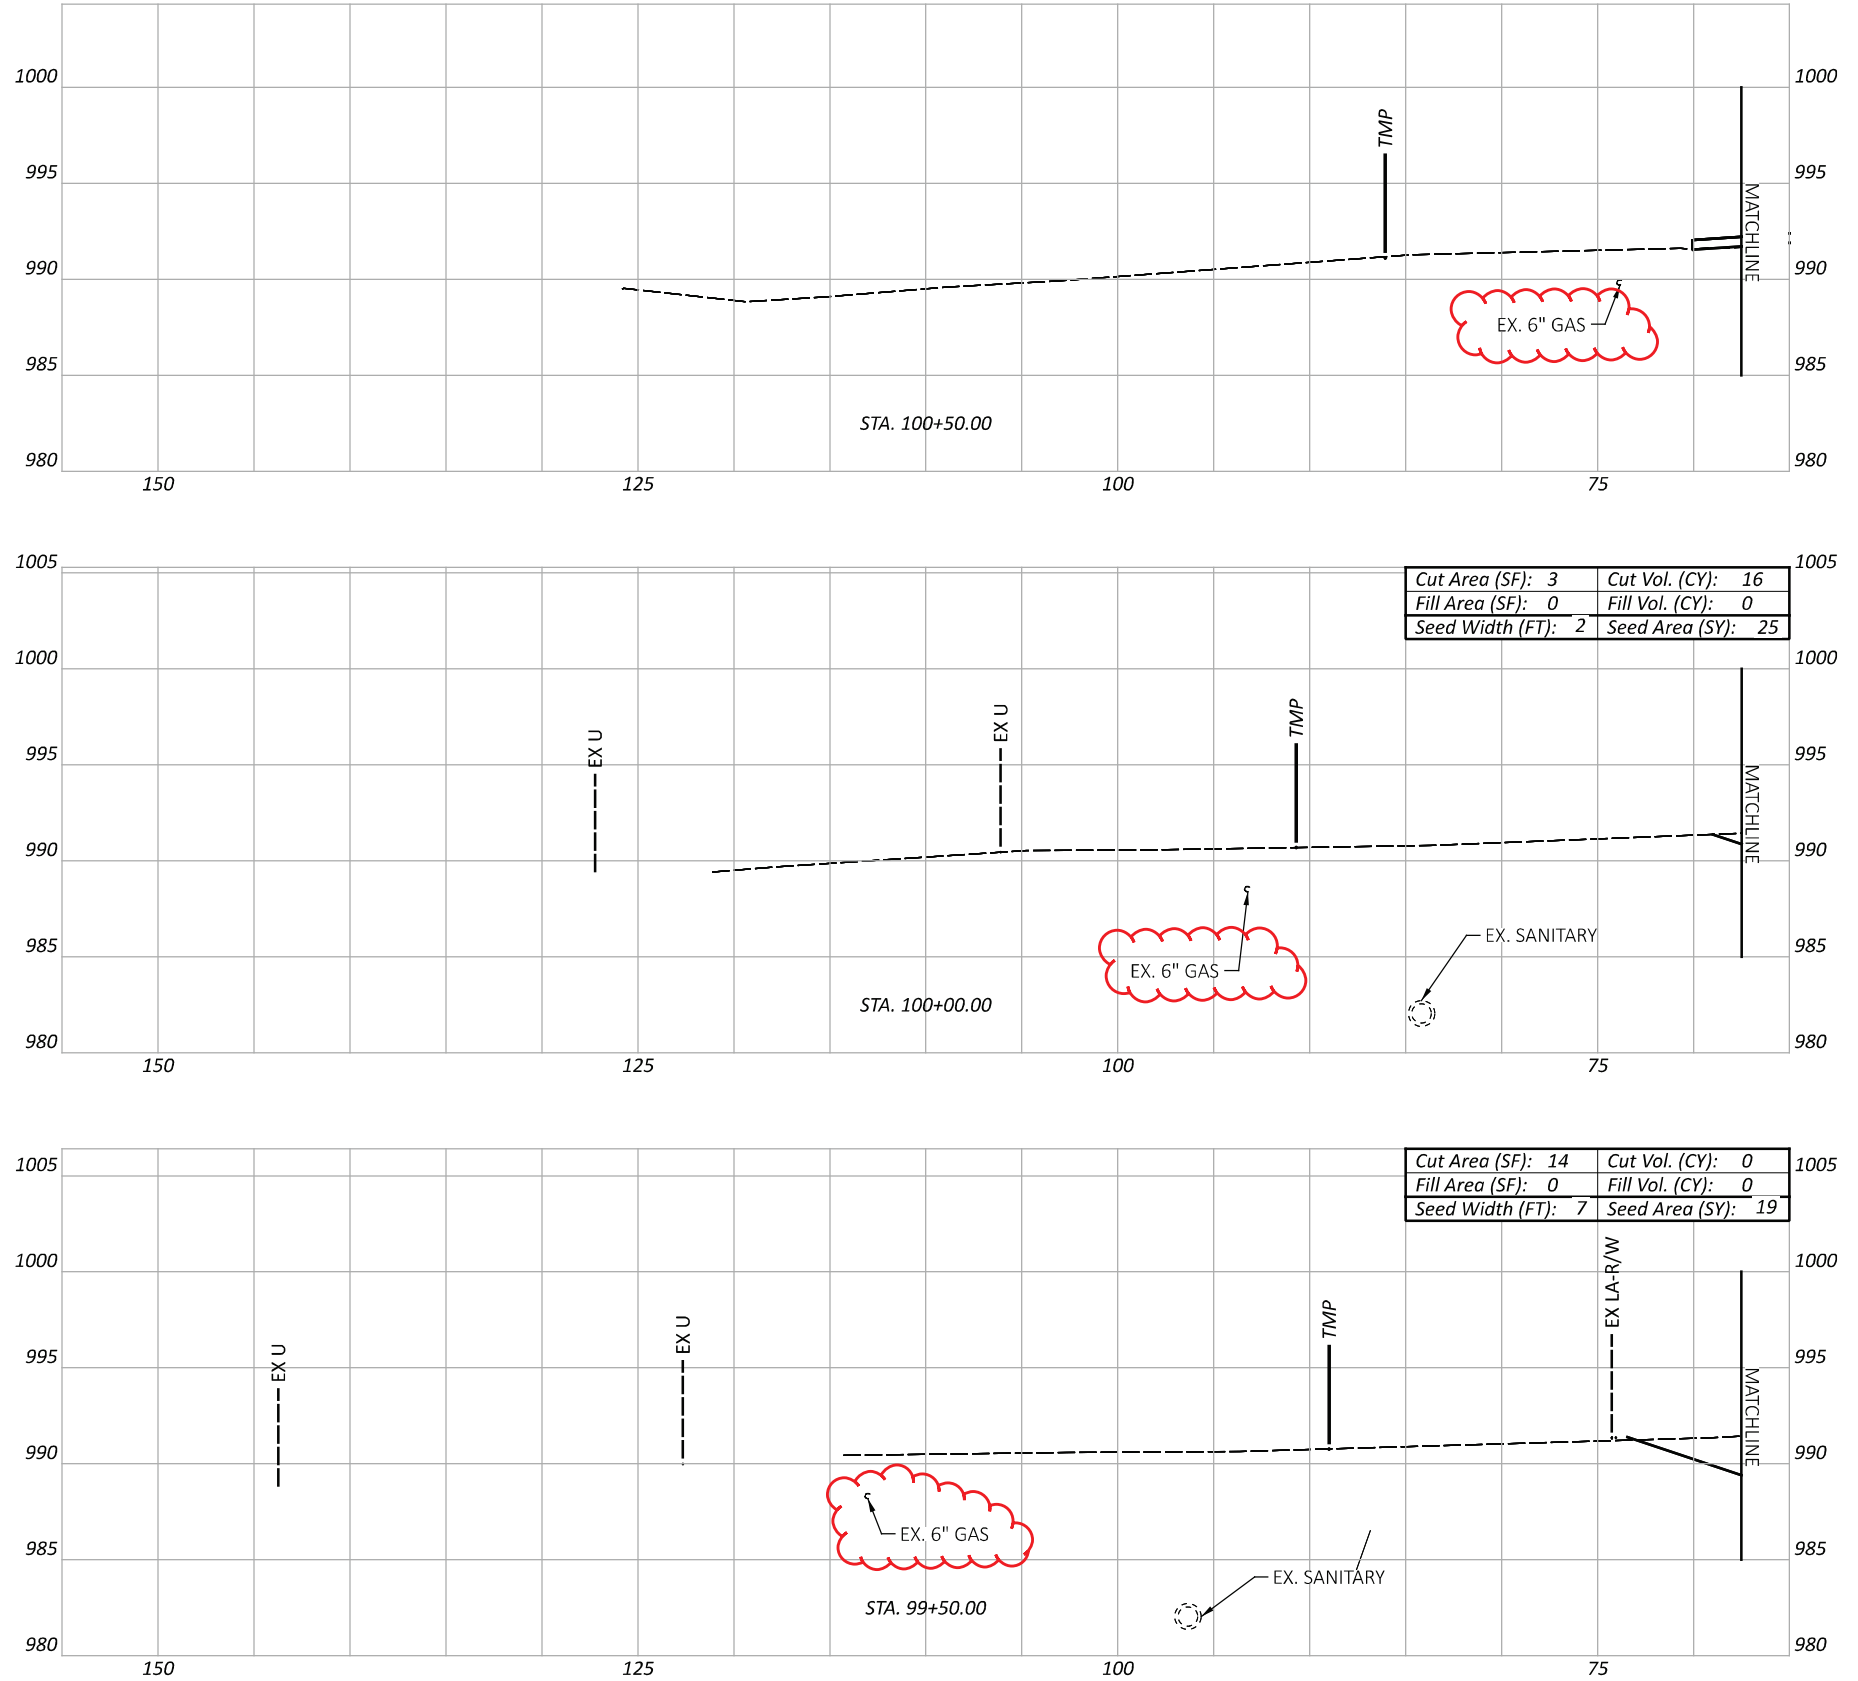 1000 1000
TMP
995 995
MATCHLINE
990 990
EX. 6" GAS
985 985
STA. 100+50.00
980 980
150 125 100 75
1005 1005
Cut Area (SF): 3 Cut Vol. (CY): 16
Fill Area (SF): 0 Fill Vol. (CY): 0
Seed Width (FT): 2 Seed Area (SY): 25
1000 1000
EX U EX U TMP
995 995
MATCHLINE
990 990
EX. SANITARY
985 985
EX. 6" GAS
STA. 100+00.00
980 980
150 125 100 75
1005 1005
Cut Area (SF): 14 Cut Vol. (CY): 0
Fill Area (SF): 0 Fill Vol. (CY): 0
Seed Width (FT): 7 Seed Area (SY): 19
1000 1000
EX U EX U TMP EX LA-R/W
995 995
MATCHLINE
990 990
EX. 6" GAS
985 985
EX. SANITARY
STA. 99+50.00
980 980
150 125 100 75